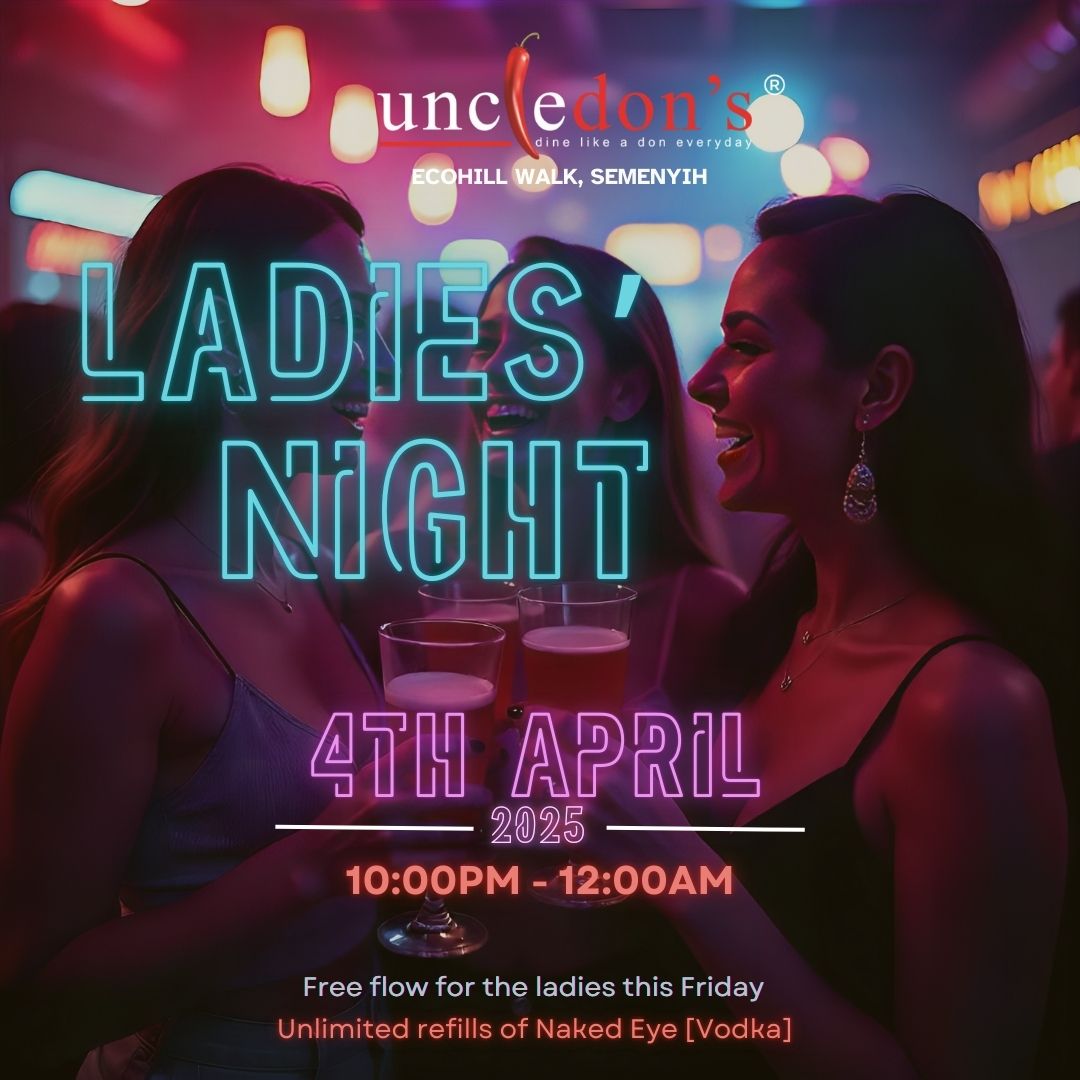 uncledon's®
dine like a don everyday
ECOHILL WALK, SEMENYIH
LADIES'
NIGHT
4TH APRIL
2025
10:00PM - 12:00AM
Free flow for the ladies this Friday
Unlimited refills of Naked Eye [Vodka]